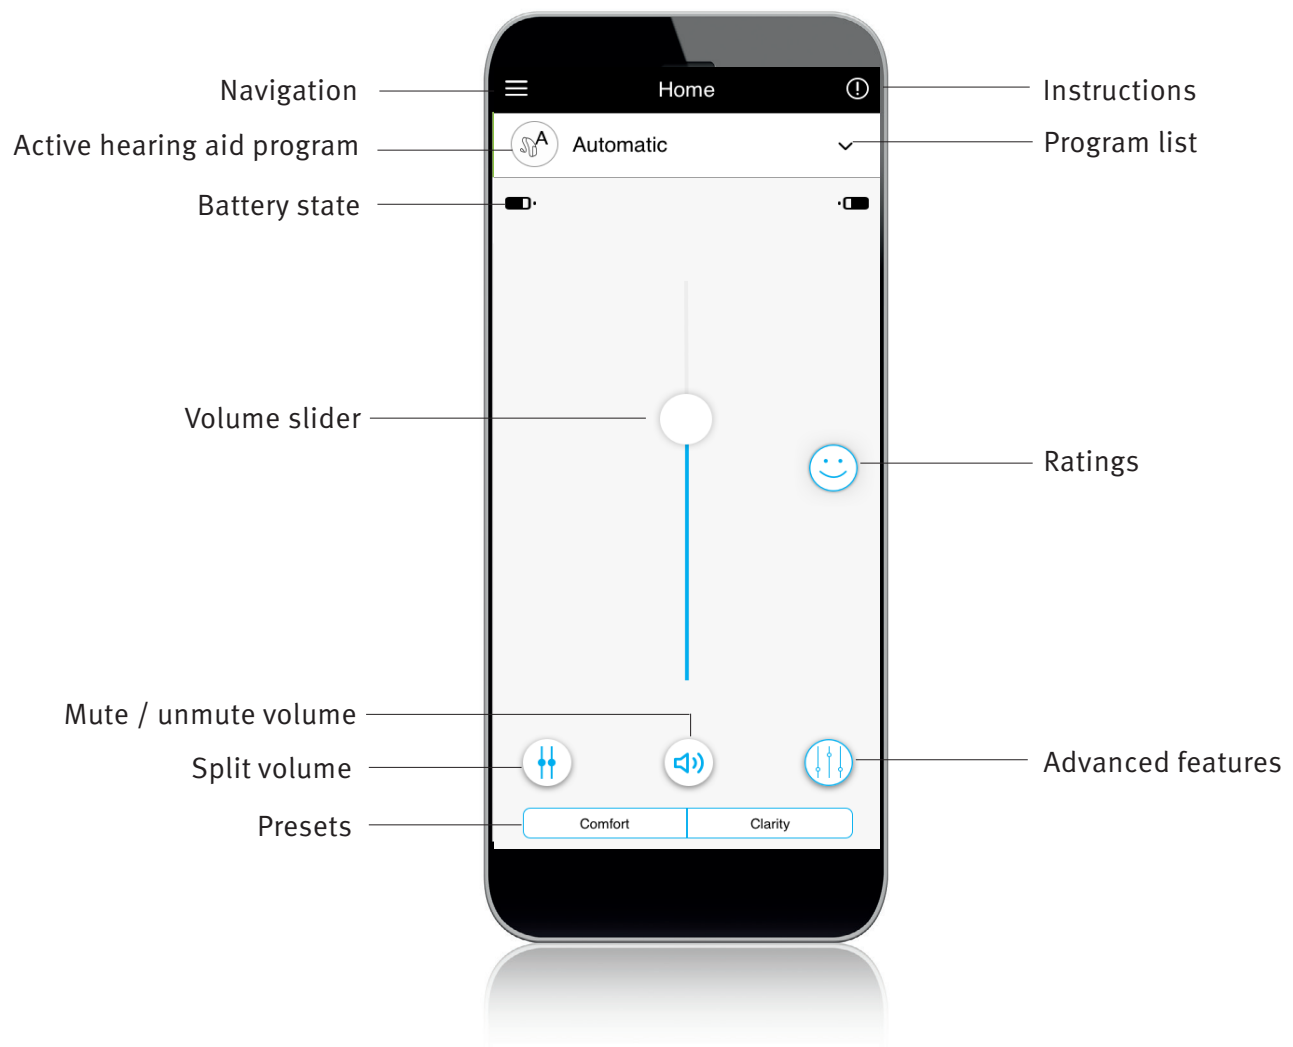 Navigation
Home
Instructions
Active hearing aid program
A
Automatic
Program list
Battery state
Volume slider
Ratings
Mute / unmute volume
Split volume
Advanced features
Presets
Comfort
Clarity